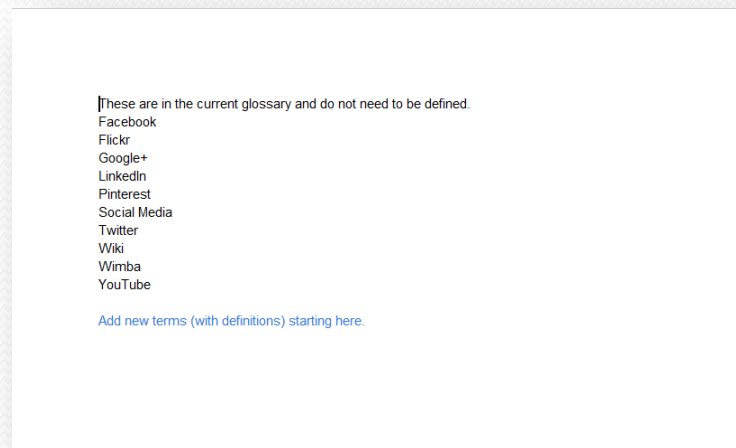 These are in the current glossary and do not need to be defined.
Facebook
Flickr
Google+
LinkedIn
Pinterest
Social Media
Twitter
Wiki
Wimba
YouTube
Add new terms (with definitions) starting here.